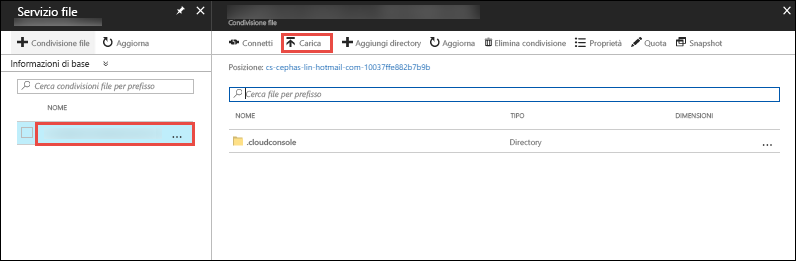 Servizio file
Condivisione file
Aggiorna
Informazioni di base
Cerca condivisioni file per prefisso
NOME
...
Condivisione file
Connetti
Carica
Aggiungi directory
Aggiorna
Elimina condivisione
Proprietà
Quota
Snapshot
Posizione: cs-cephas-lin-hotmail-com-10037ffe882b7b9b
Cerca file per prefisso
NOME TIPO DIMENSIONI
.cloudconsole Directory ...